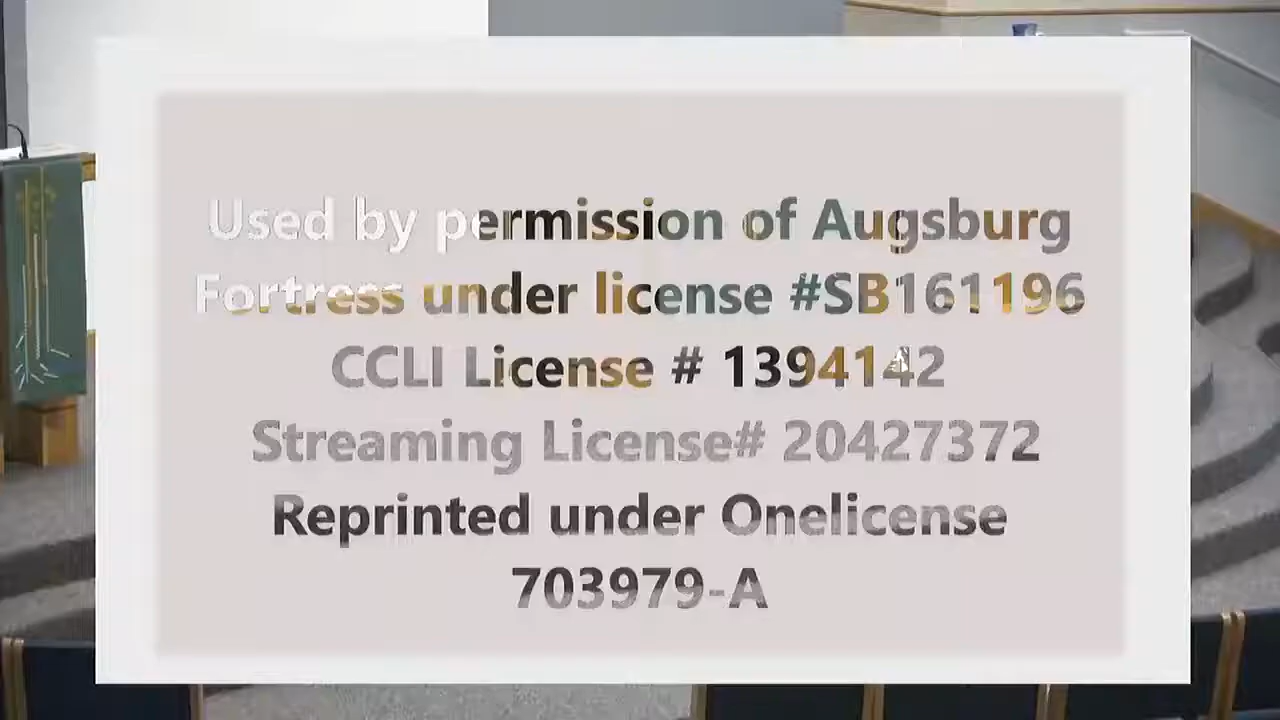 Used by permission of Augsburg
Fortress under license #SB161196
CCLI License # 1394142
Streaming License# 20427372
Reprinted under Onelicense
703979-A